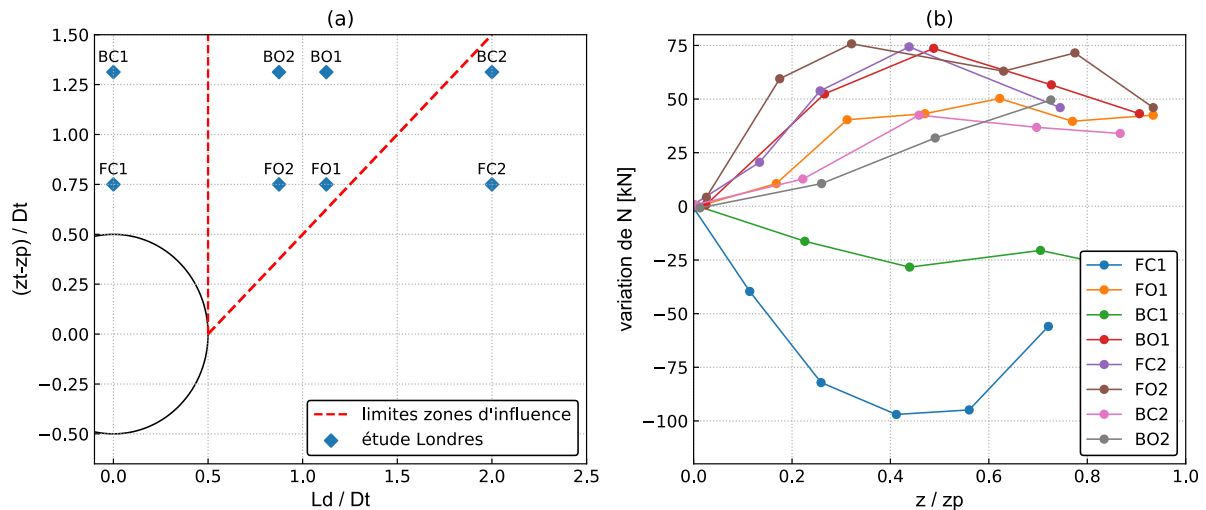 (a)
1.50
1.25
1.00
0.75
0.50
0.25
0.00
−0.25
−0.50
(zt-zp) / Dt
BC1
BO2
BO1
BC2
FC1
FO2
FO1
FC2
limites zones d'influence
étude Londres
0.0
0.5
1.0
1.5
2.0
2.5
Ld / Dt
(b)
75
50
25
0
−25
−50
−75
−100
variation de N [kN]
FC1
FO1
BC1
BO1
FC2
FO2
BC2
BO2
0.0
0.2
0.4
0.6
0.8
1.0
z / zp